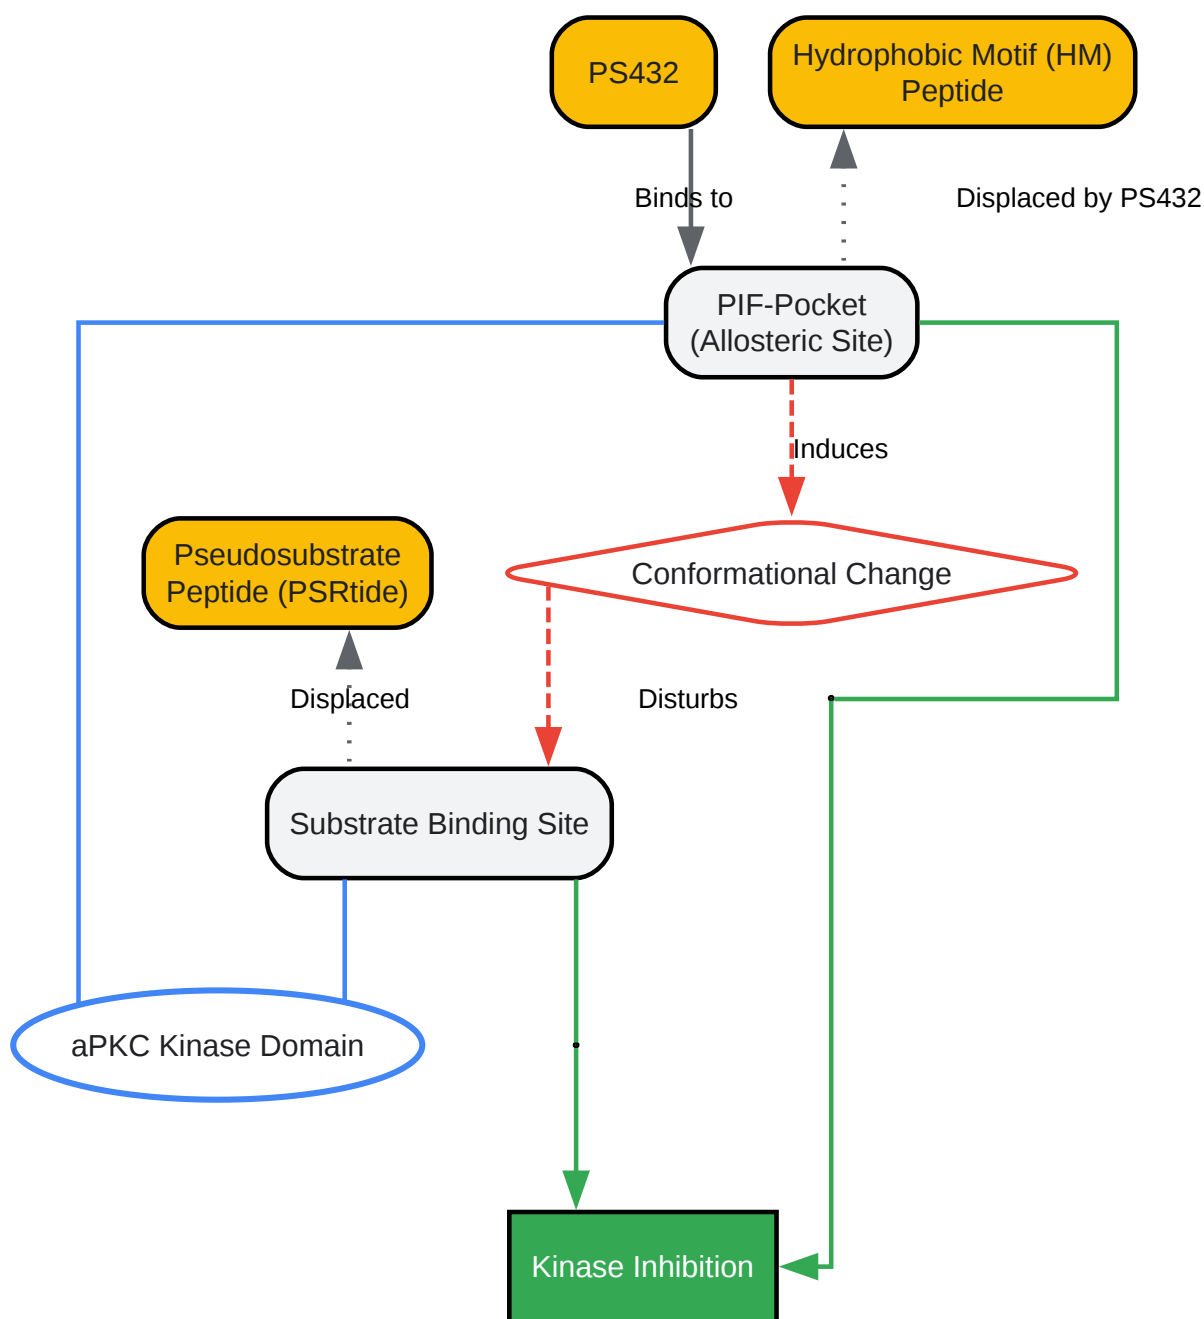 PS432
Hydrophobic Motif (HM)
Peptide
Binds to
Displaced by PS432
PIF-Pocket
(Allosteric Site)
Induces
Pseudosubstrate
Peptide (PSRtide)
Conformational Change
Displaced
Disturbs
Substrate Binding Site
aPKC Kinase Domain
Kinase Inhibition